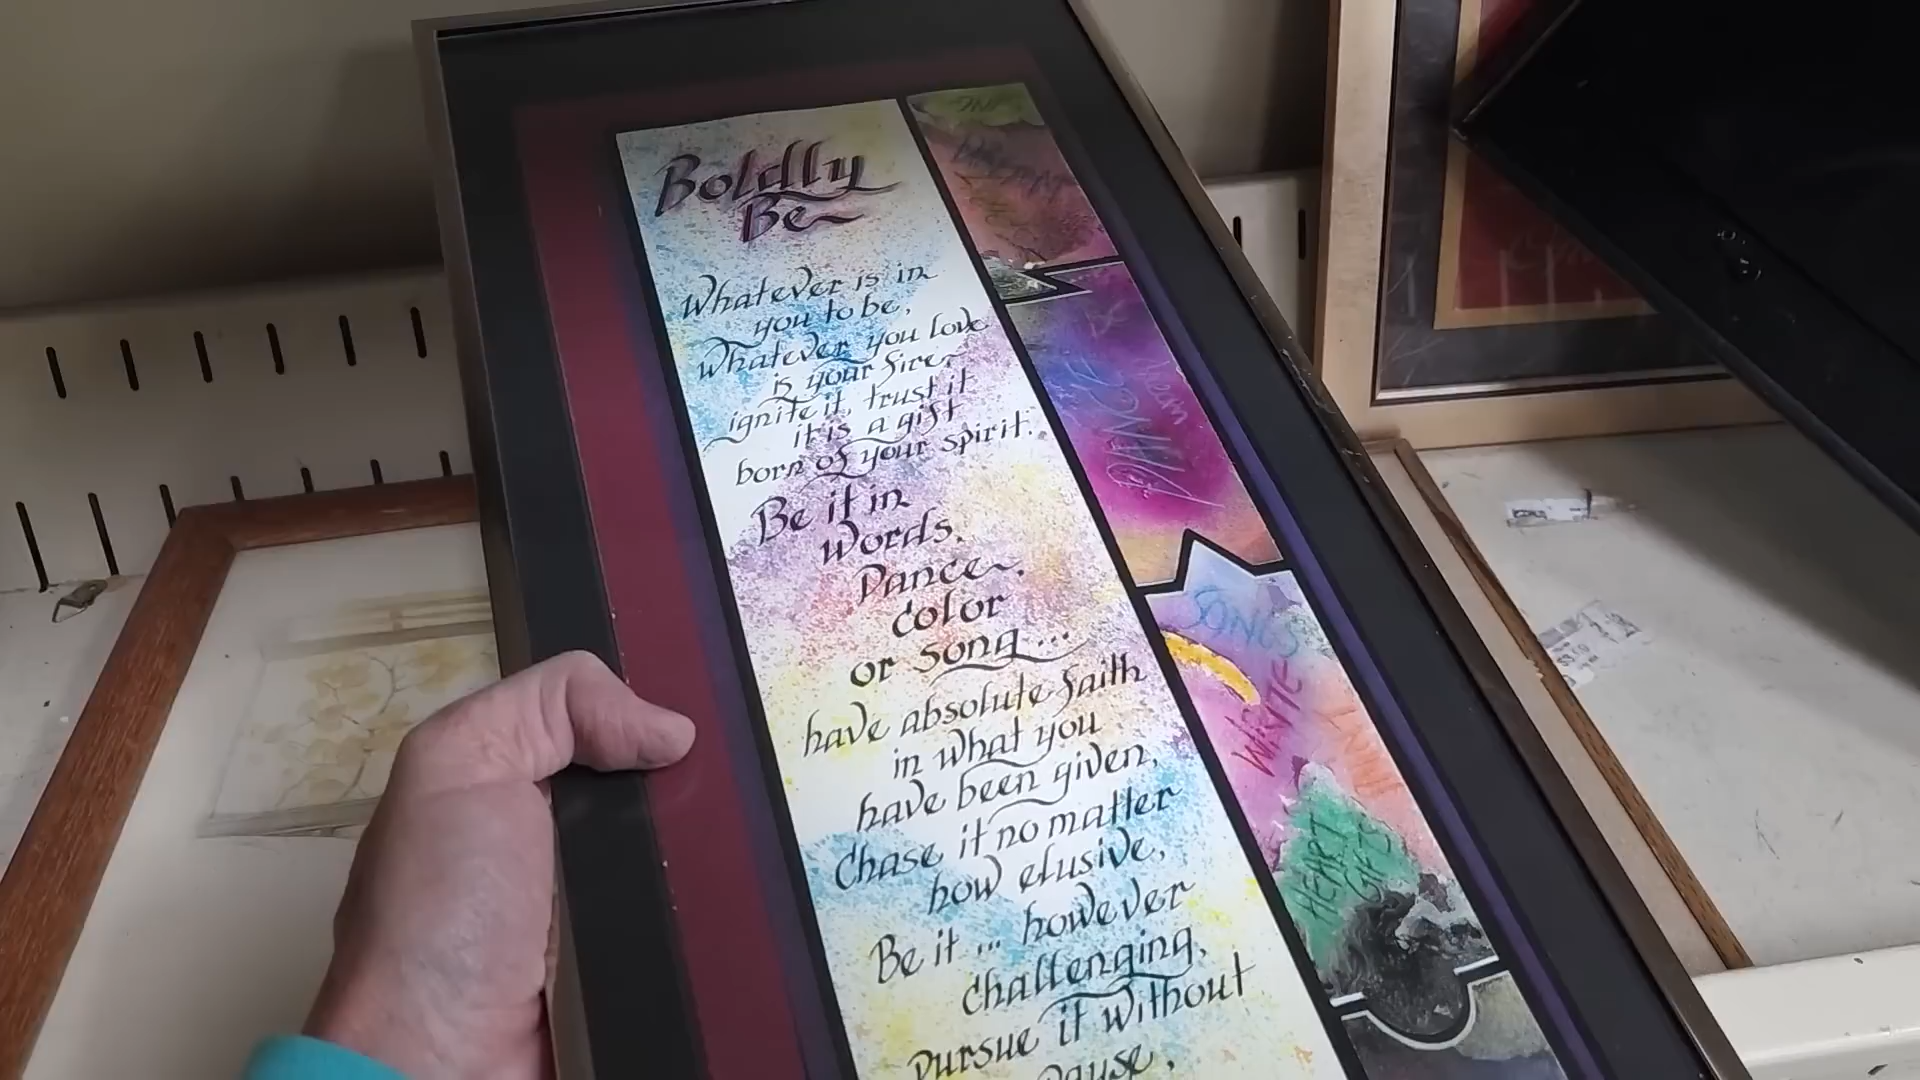 Boldly
Be
Whatever is in
you to be,
whatever you love
is your fire,
ignite it, trust it
it is a gift
born of your spirit.
Be it in
words,
Dance,
color
or song...
have absolute faith
in what you
have been given,
Chase it no matter
how elusive,
Be it ... however
challenging,
pursue it without
pause,
DANCE
SONGS
WRITE
HEART
GIFTS